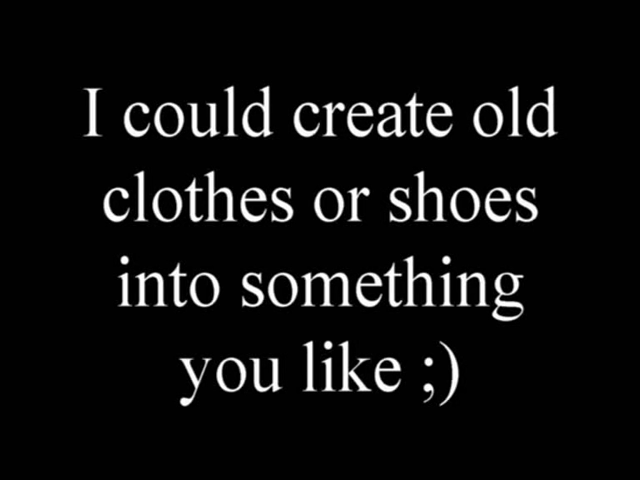 I could create old
clothes or shoes
into something
you like ;)